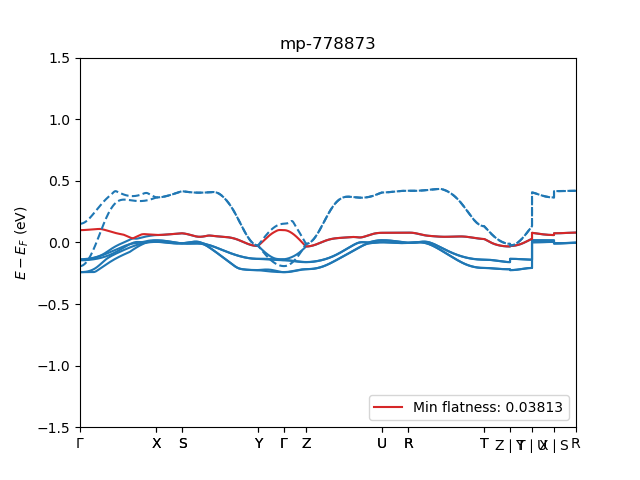 mp-778873
E − E_F (eV)
1.5
1.0
0.5
0.0
−0.5
−1.0
−1.5
Min flatness: 0.03813
Γ X S Y Γ Z U R T Z | T | X | S R